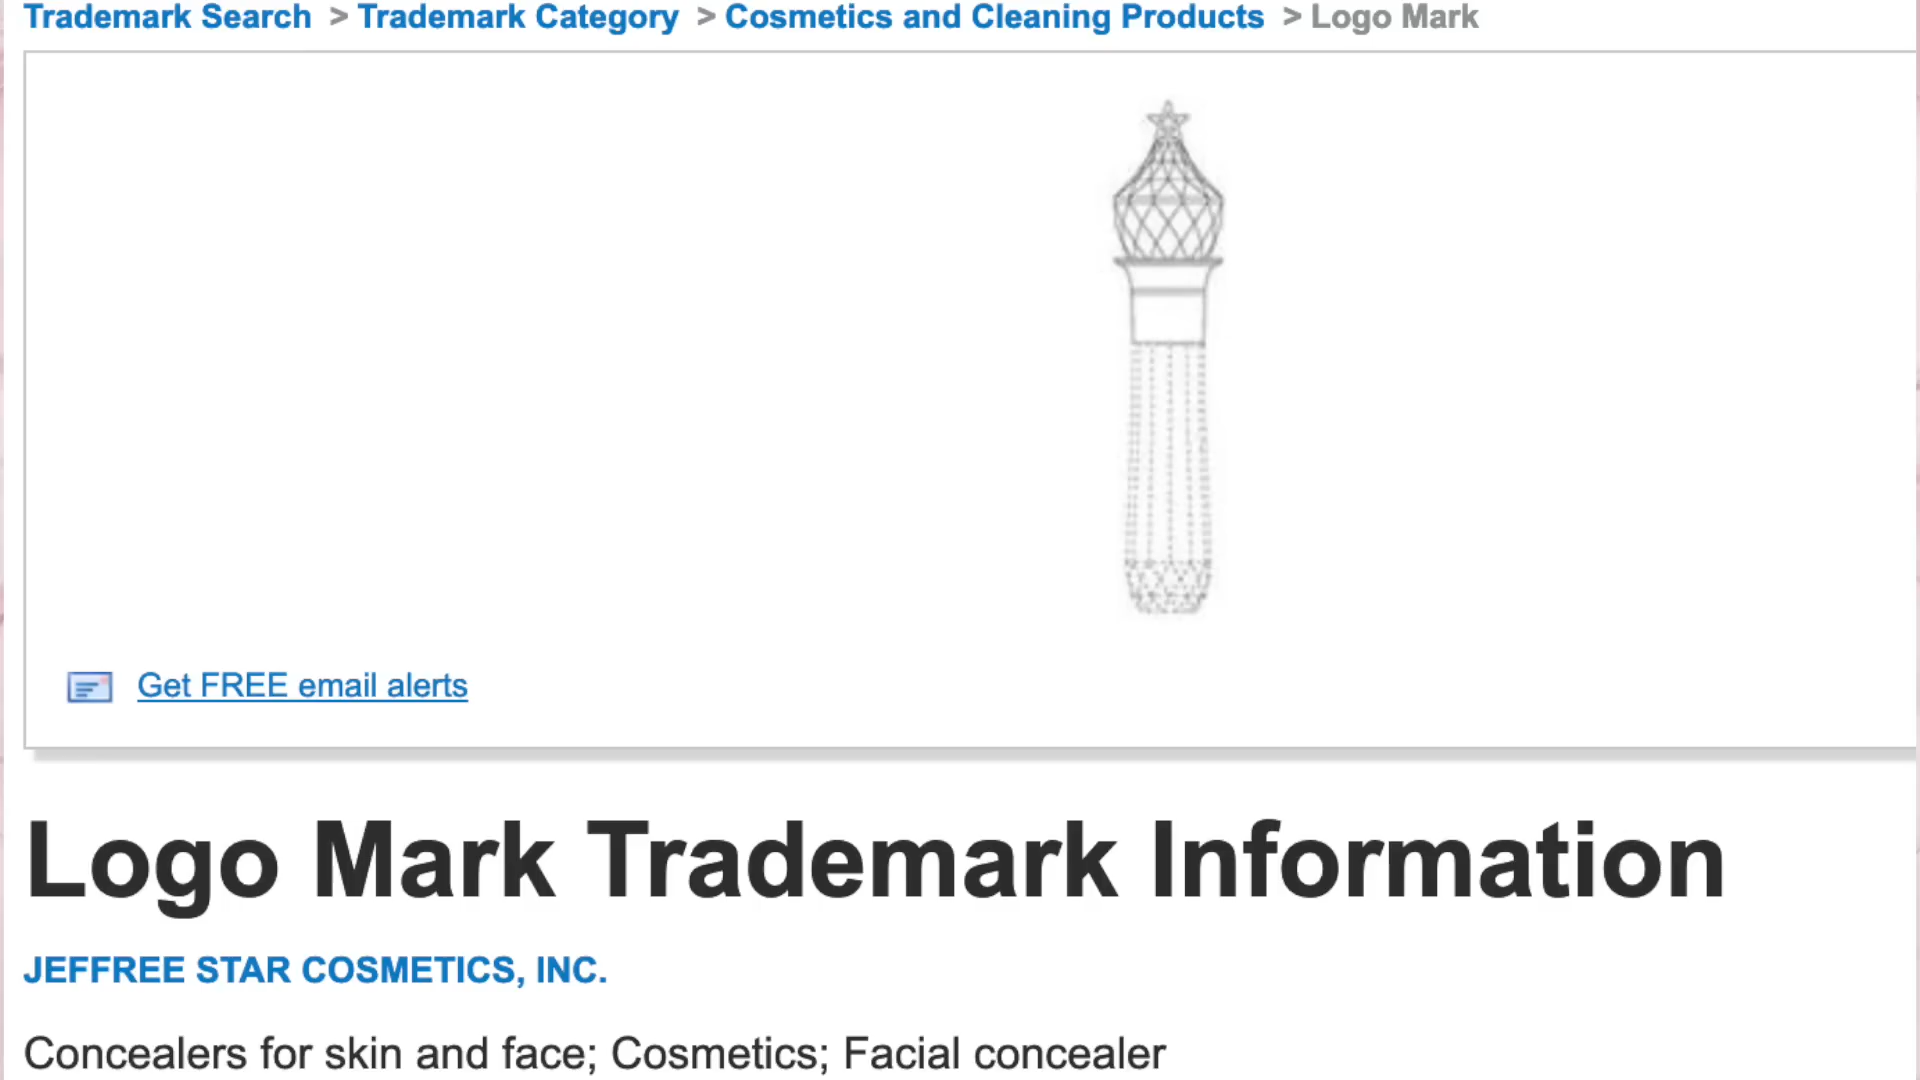 Trademark Search > Trademark Category > Cosmetics and Cleaning Products > Logo Mark
Get FREE email alerts
Logo Mark Trademark Information
JEFFREE STAR COSMETICS, INC.
Concealers for skin and face; Cosmetics; Facial concealer